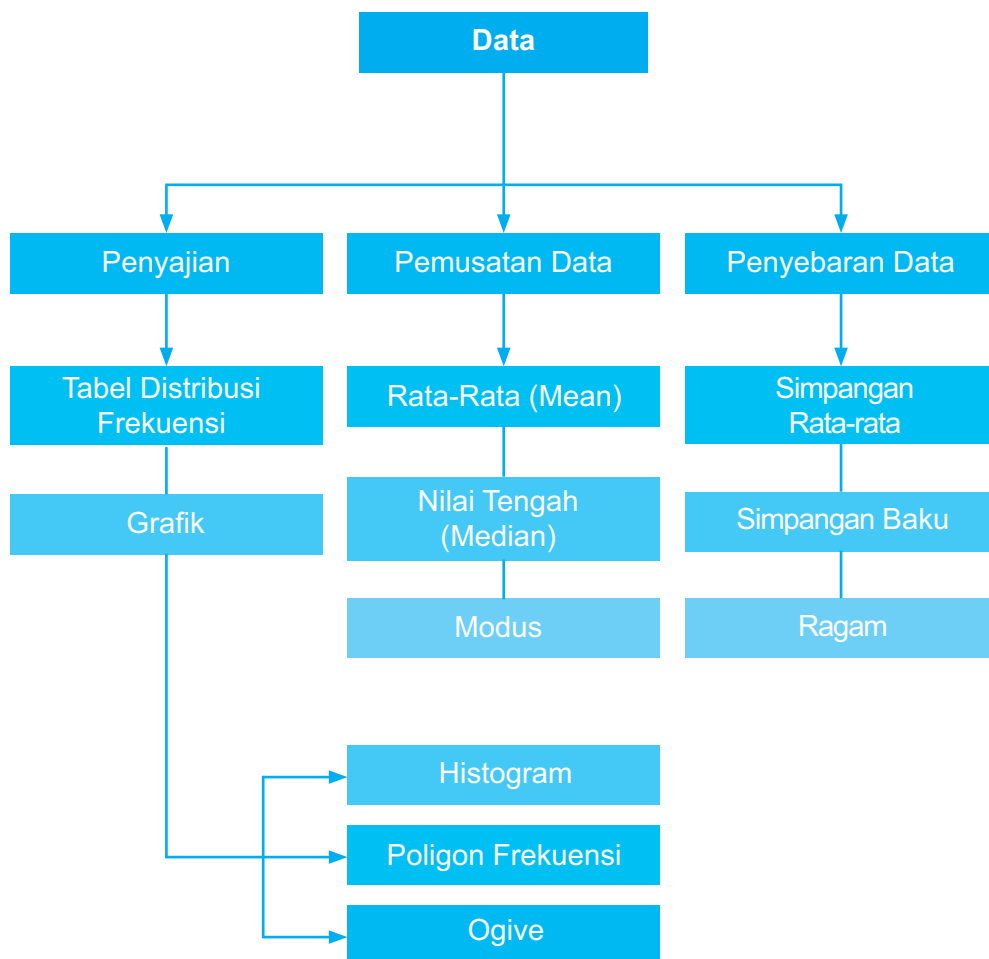 Data
Penyajian
Pemusatan Data
Penyebaran Data
Tabel Distribusi
Frekuensi
Rata-Rata (Mean)
Simpangan
Rata-rata
Grafik
Nilai Tengah
(Median)
Simpangan Baku
Modus
Ragam
Histogram
Poligon Frekuensi
Ogive